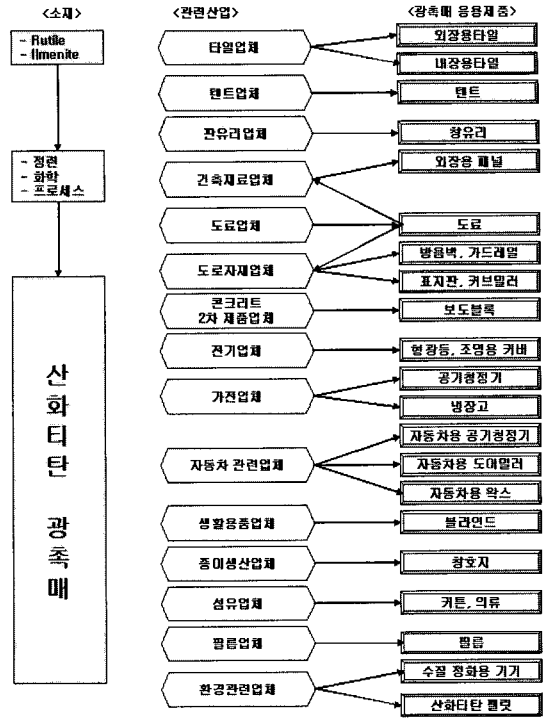 <소재>
<관련산업>
<광촉매 응용제품>
- Rutile
- Ilmenite
- 정련
- 화학
- 프로세스
산화티탄 광촉매
타일업체
외장용타일
내장용타일
텐트업체
텐트
판유리업체
창유리
건축재료업체
외장용 패널
도료업체
도료
도로자재업체
방음벽, 가드레일
표지판, 커브밀러
콘크리트
2차 제품업체
보도블록
전기업체
형광등, 조명용 커버
가전업체
공기청정기
냉장고
자동차 관련업체
자동차용 공기청정기
자동차용 도어밀러
자동차용 왁스
생활용품업체
블라인드
종이생산업체
창호지
섬유업체
커튼, 의류
필름업체
필름
환경관련업체
수질 정화용 기기
산화티탄 펠릿